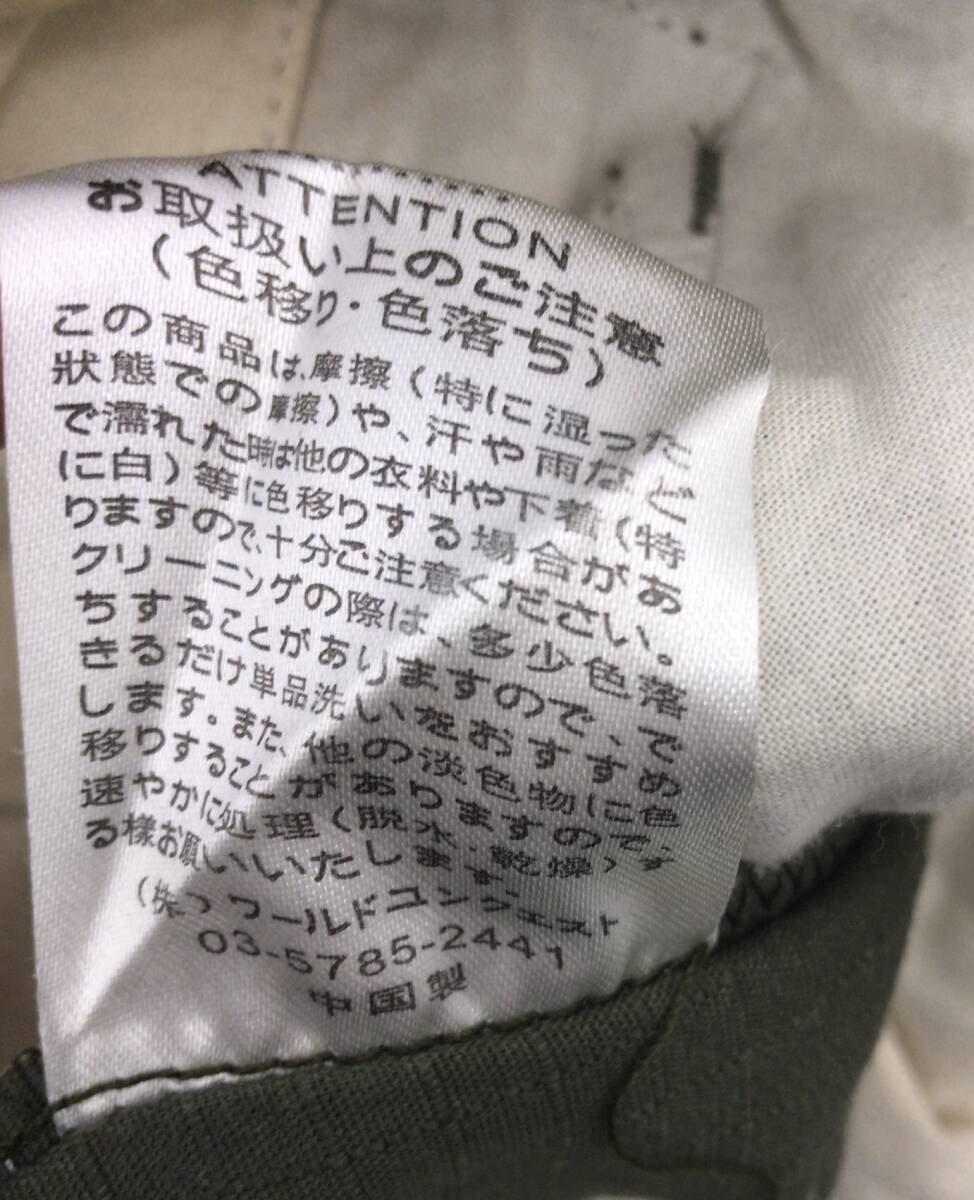 ATTENTION
お取扱い上のご注意
(色移り・色落ち)
この商品は、摩擦(特に湿った
狀態での摩擦)や、汗や雨など
で濡れた時は他の衣料や下着(特
に白)等に色移りする場合があ
りますので、十分ご注意ください。
クリーニングの際は、多少色落
ちすることがありますので、で
きるだけ単品洗いをおすすめ
します。また、他の淡色物に色
移りすることがありますので、
速やかに処理(脱水・乾燥)す
る様お願いいたします。
(株)ワールドコンジェスト
03-5785-2441
中国製